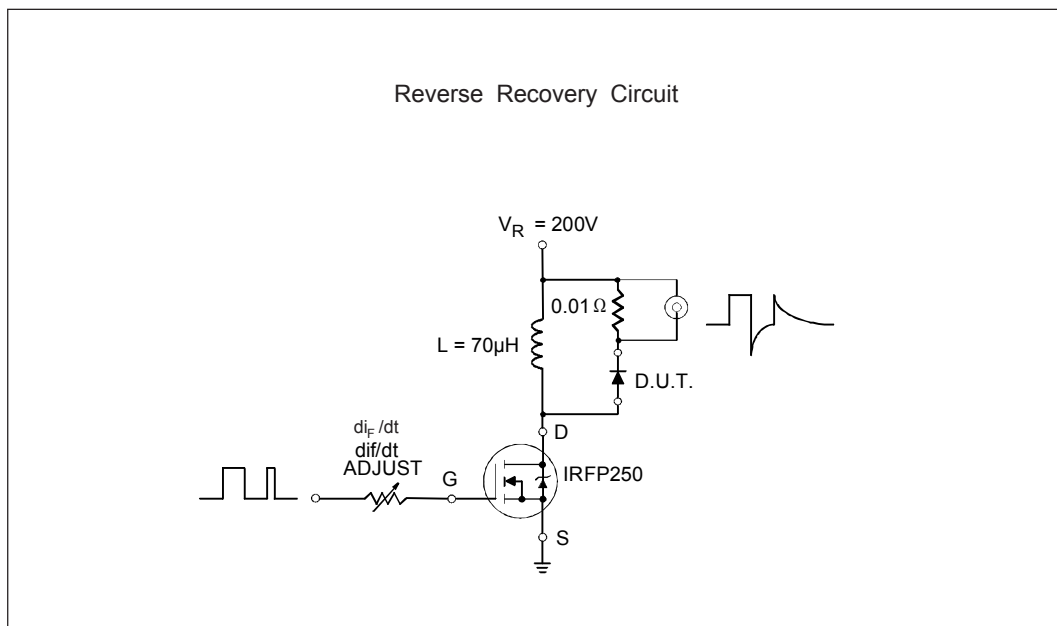 Reverse Recovery Circuit
V_R = 200V
0.01 Ω
L = 70µH
D.U.T.
di_F /dt
dif/dt
ADJUST
D
G
IRFP250
S